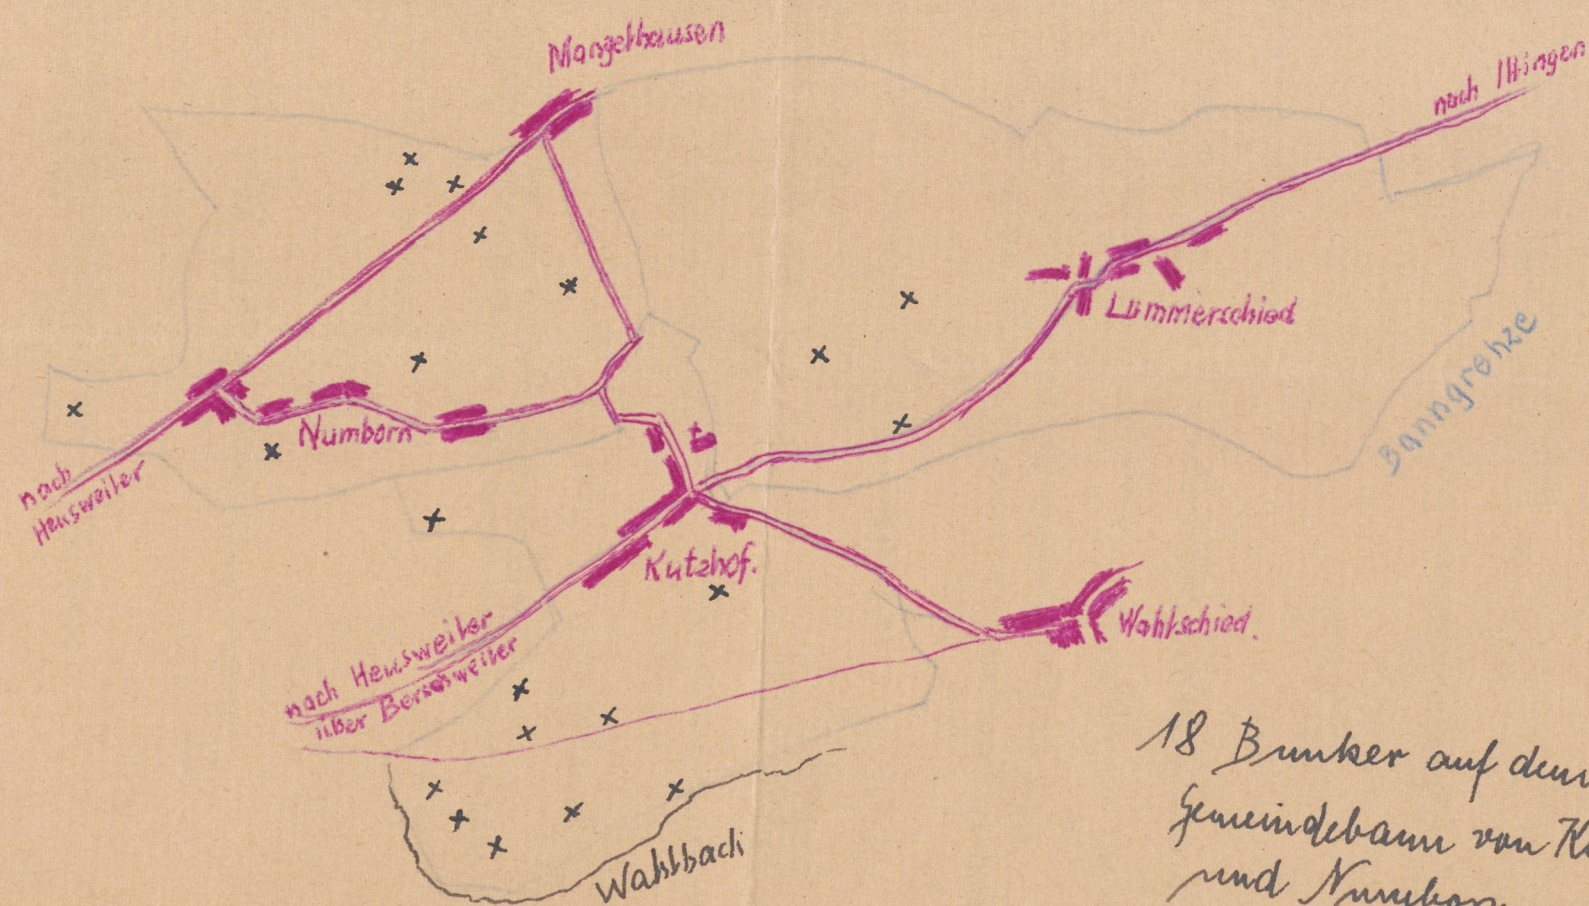 Mangelhausen
nach Illingen
Lummerschied
Banngrenze
Numborn
nach
Heusweiler
Kutzhof.
Wahlschied.
nach Heusweiler
über Berschweiler
Wahlbach
18 Bunker auf dem
Gemeindebann von
und Numborn